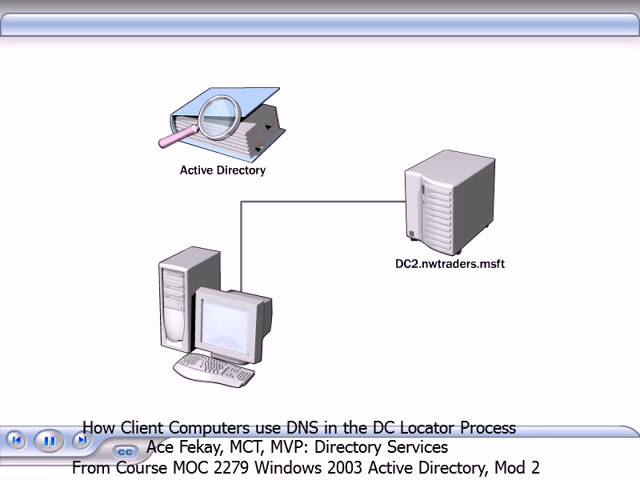 Active Directory
DC2.nwtraders.msft
How Client Computers use DNS in the DC Locator Process
Ace Fekay, MCT, MVP: Directory Services
CC
From Course MOC 2279 Windows 2003 Active Directory, Mod 2